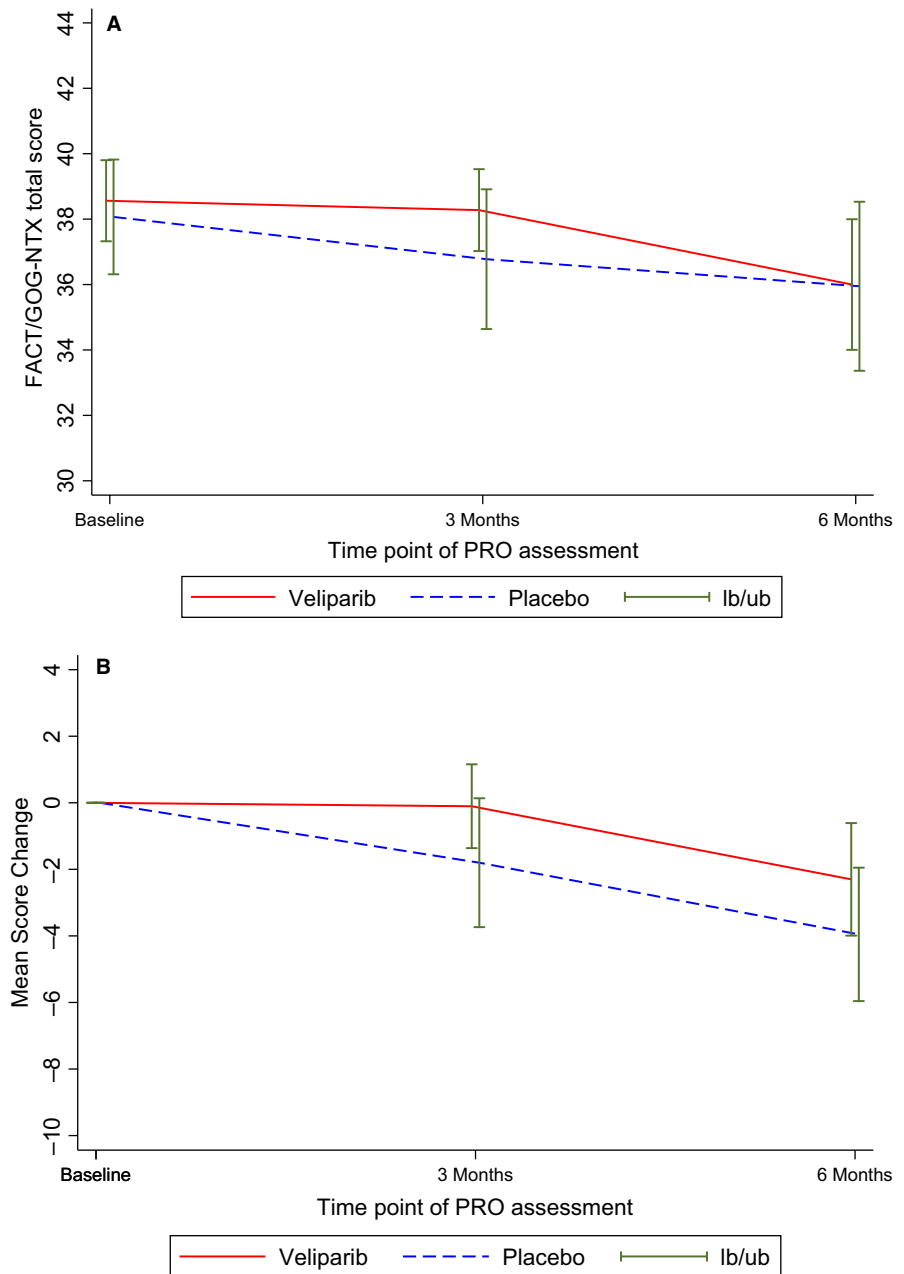 A
FACT/GOG-NTX total score
44
42
40
38
36
34
32
30
Baseline
3 Months
6 Months
Time point of PRO assessment
Veliparib
Placebo
lb/ub
B
Mean Score Change
4
2
0
−2
−4
−6
−8
−10
Baseline
3 Months
6 Months
Time point of PRO assessment
Veliparib
Placebo
lb/ub